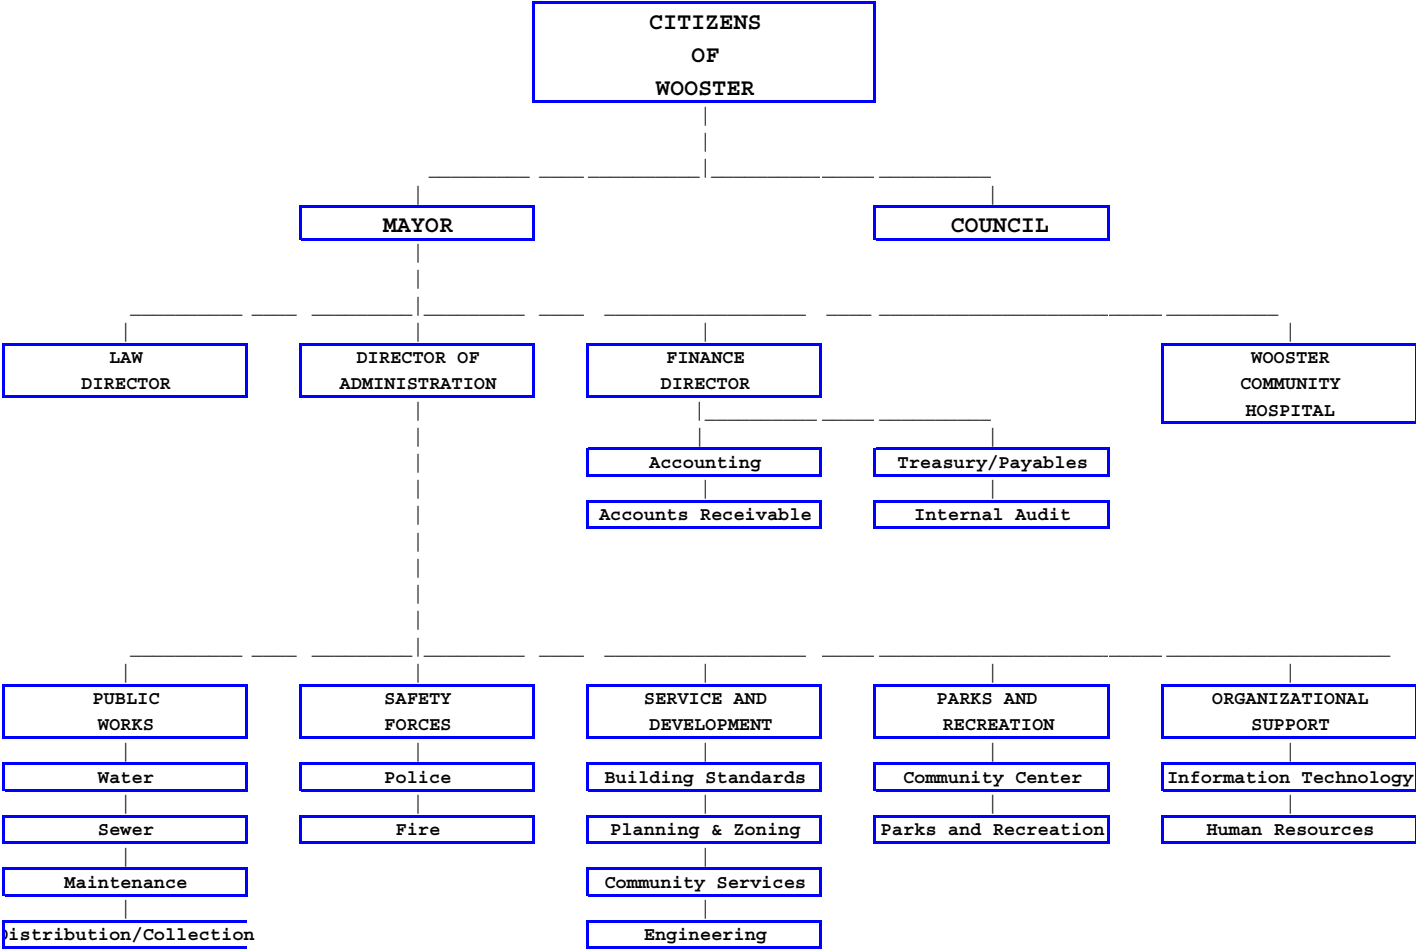 CITIZENS
OF
WOOSTER
MAYOR
COUNCIL
LAW
DIRECTOR
DIRECTOR OF
ADMINISTRATION
FINANCE
DIRECTOR
WOOSTER
COMMUNITY
HOSPITAL
Accounting
Treasury/Payables
Accounts Receivable
Internal Audit
PUBLIC
WORKS
SAFETY
FORCES
SERVICE AND
DEVELOPMENT
PARKS AND
RECREATION
ORGANIZATIONAL
SUPPORT
Water
Police
Building Standards
Community Center
Information Technology
Sewer
Fire
Planning & Zoning
Parks and Recreation
Human Resources
Maintenance
Community Services
Distribution/Collection
Engineering